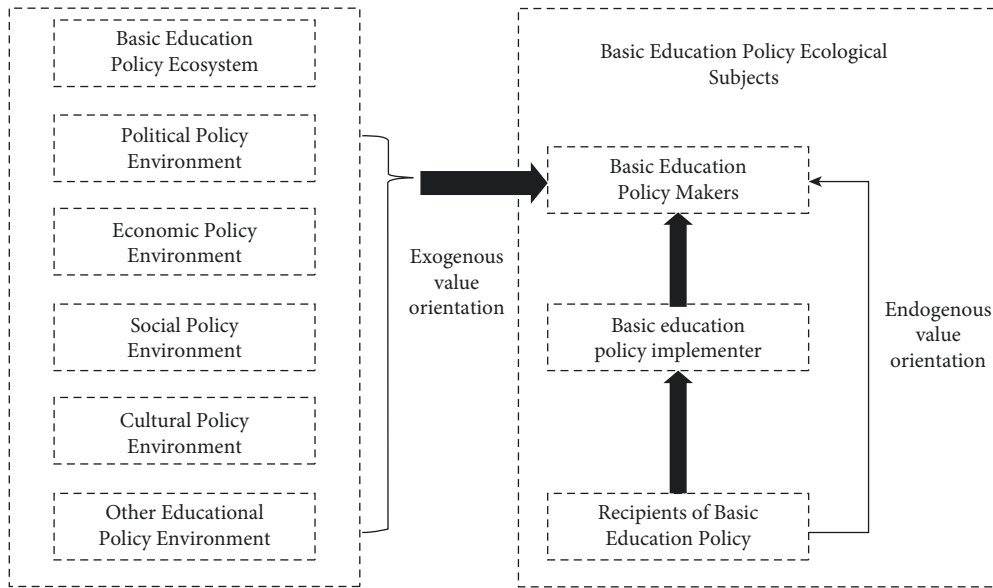 Basic Education
Policy Ecosystem
Political Policy
Environment
Economic Policy
Environment
Social Policy
Environment
Cultural Policy
Environment
Other Educational
Policy Environment
Exogenous
value
orientation
Basic Education Policy Ecological
Subjects
Basic Education
Policy Makers
Basic education
policy implementer
Recipients of Basic
Education Policy
Endogenous
value
orientation